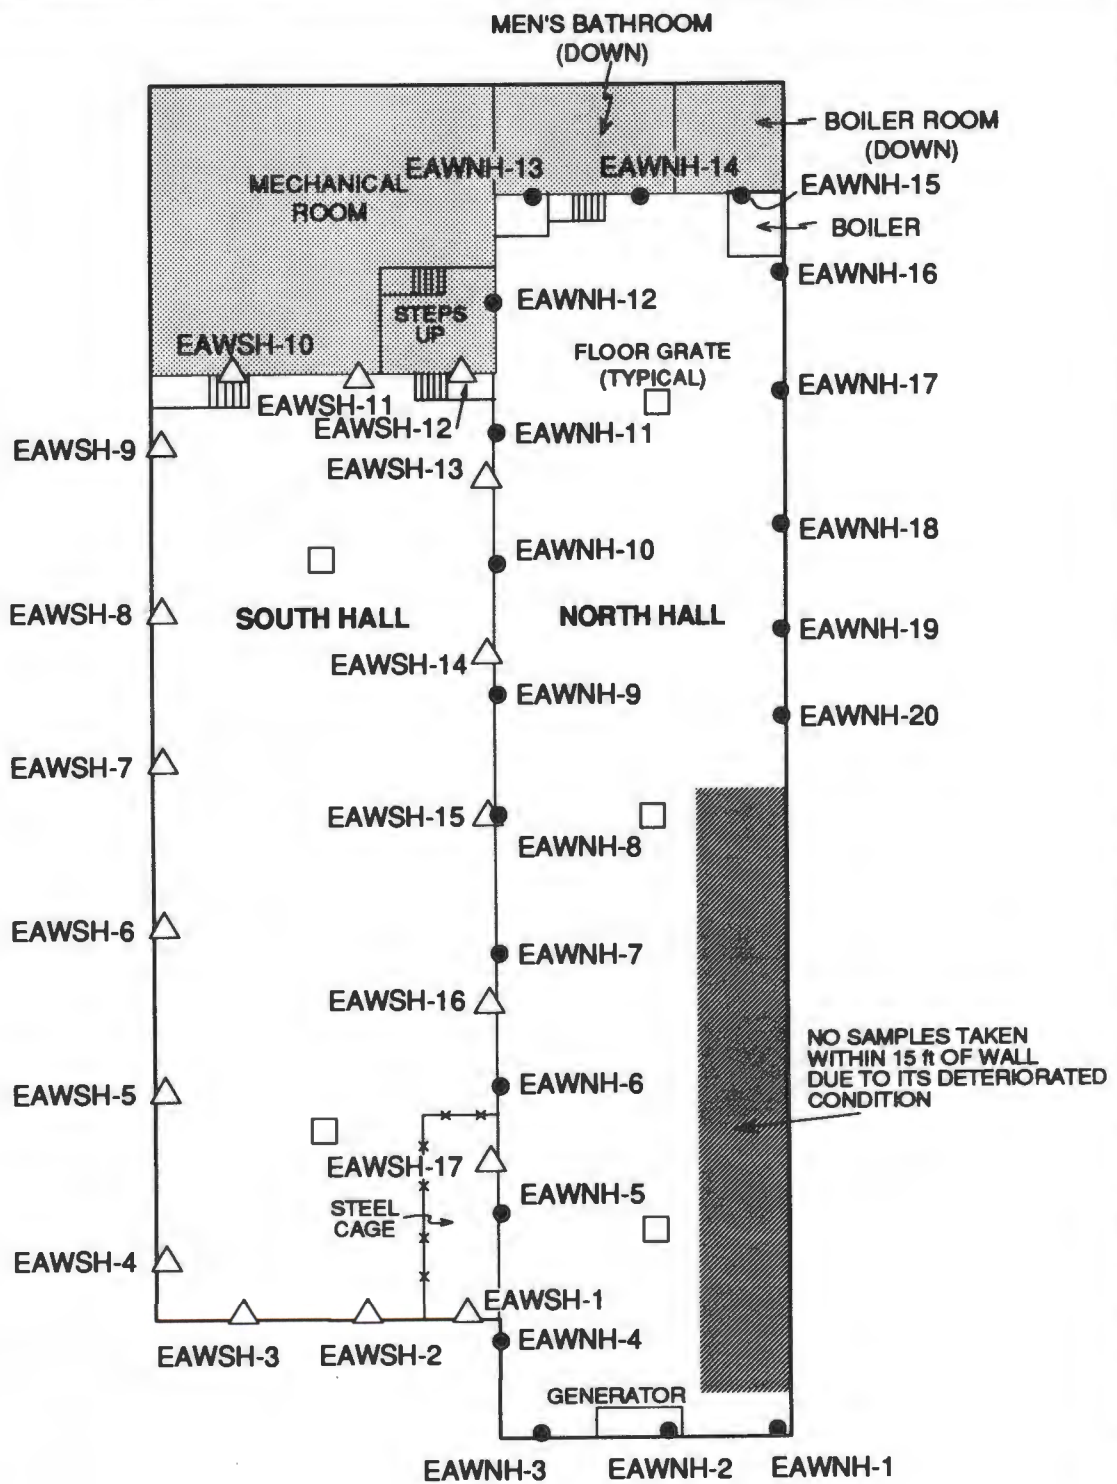 MEN'S BATHROOM
(DOWN)
BOILER ROOM
(DOWN)
EAWNH-13
EAWNH-14
EAWNH-15
MECHANICAL
ROOM
BOILER
EAWNH-16
EAWNH-12
STEPS
UP
EAWSH-10
FLOOR GRATE
(TYPICAL)
EAWNH-17
EAWSH-11
EAWSH-12
EAWNH-11
EAWSH-9
EAWSH-13
EAWNH-18
EAWNH-10
EAWSH-8
SOUTH HALL
NORTH HALL
EAWNH-19
EAWSH-14
EAWNH-9
EAWNH-20
EAWSH-7
EAWSH-15
EAWNH-8
EAWSH-6
EAWNH-7
EAWSH-16
NO SAMPLES TAKEN
WITHIN 15 ft OF WALL
DUE TO ITS DETERIORATED
CONDITION
EAWNH-6
EAWSH-5
EAWSH-17
EAWNH-5
STEEL
CAGE
EAWSH-4
EAWSH-1
EAWNH-4
EAWSH-3
EAWSH-2
GENERATOR
EAWNH-3
EAWNH-2
EAWNH-1